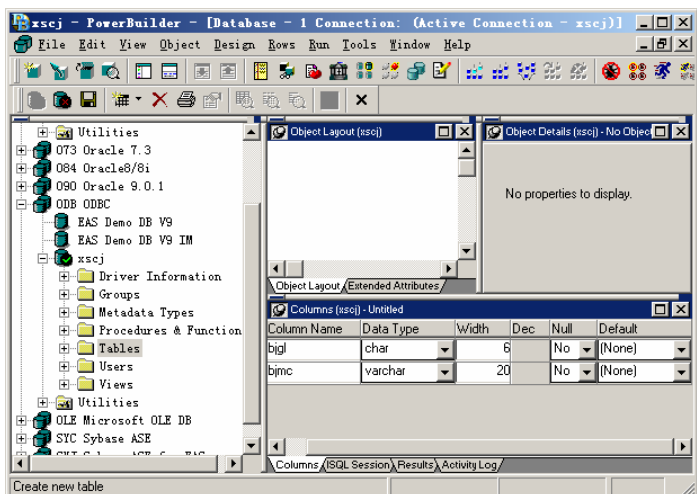 xscj - PowerBuilder - [Database - 1 Connection: (Active Connection - xscj)]
File Edit View Object Design Rows Run Tools Window Help
Utilities
O73 Oracle 7.3
O84 Oracle8/8i
O90 Oracle 9.0.1
ODB ODBC
EAS Demo DB V9
EAS Demo DB V9 IM
xscj
Driver Information
Groups
Metadata Types
Procedures & Function
Tables
Users
Views
Utilities
OLE Microsoft OLE DB
SYC Sybase ASE
Object Layout (xscj)
Object Layout Extended Attributes
Object Details (xscj) - No Objec
No properties to display.
Columns (xscj) - Untitled
Column Name Data Type Width Dec Null Default
bjgl char 6 No (None)
bjmc varchar 20 No (None)
Columns ISQL Session Results Activity Log
Create new table